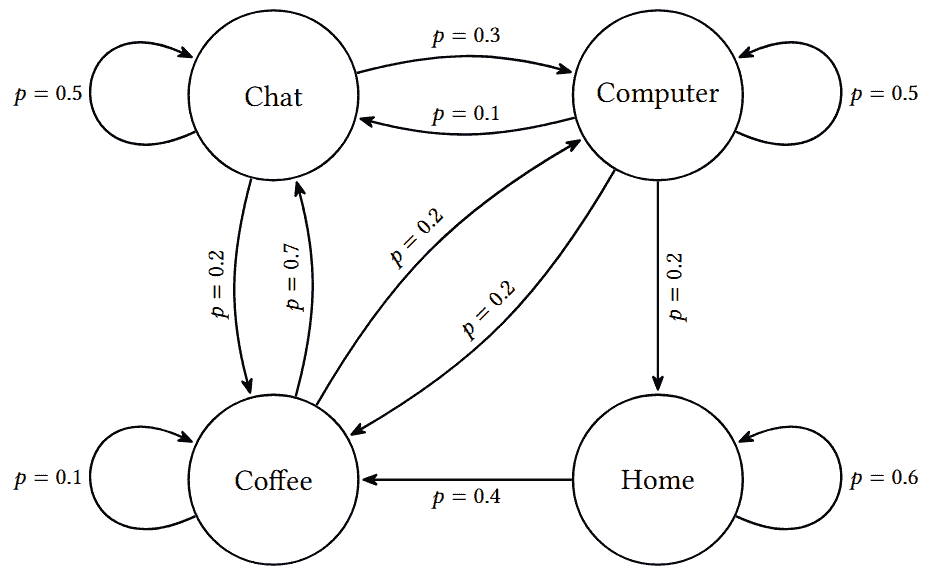 p = 0.3
p = 0.5
Chat
Computer
p = 0.5
p = 0.1
p = 0.2
p = 0.7
p = 0.2
p = 0.2
p = 0.2
p = 0.1
Coffee
Home
p = 0.6
p = 0.4